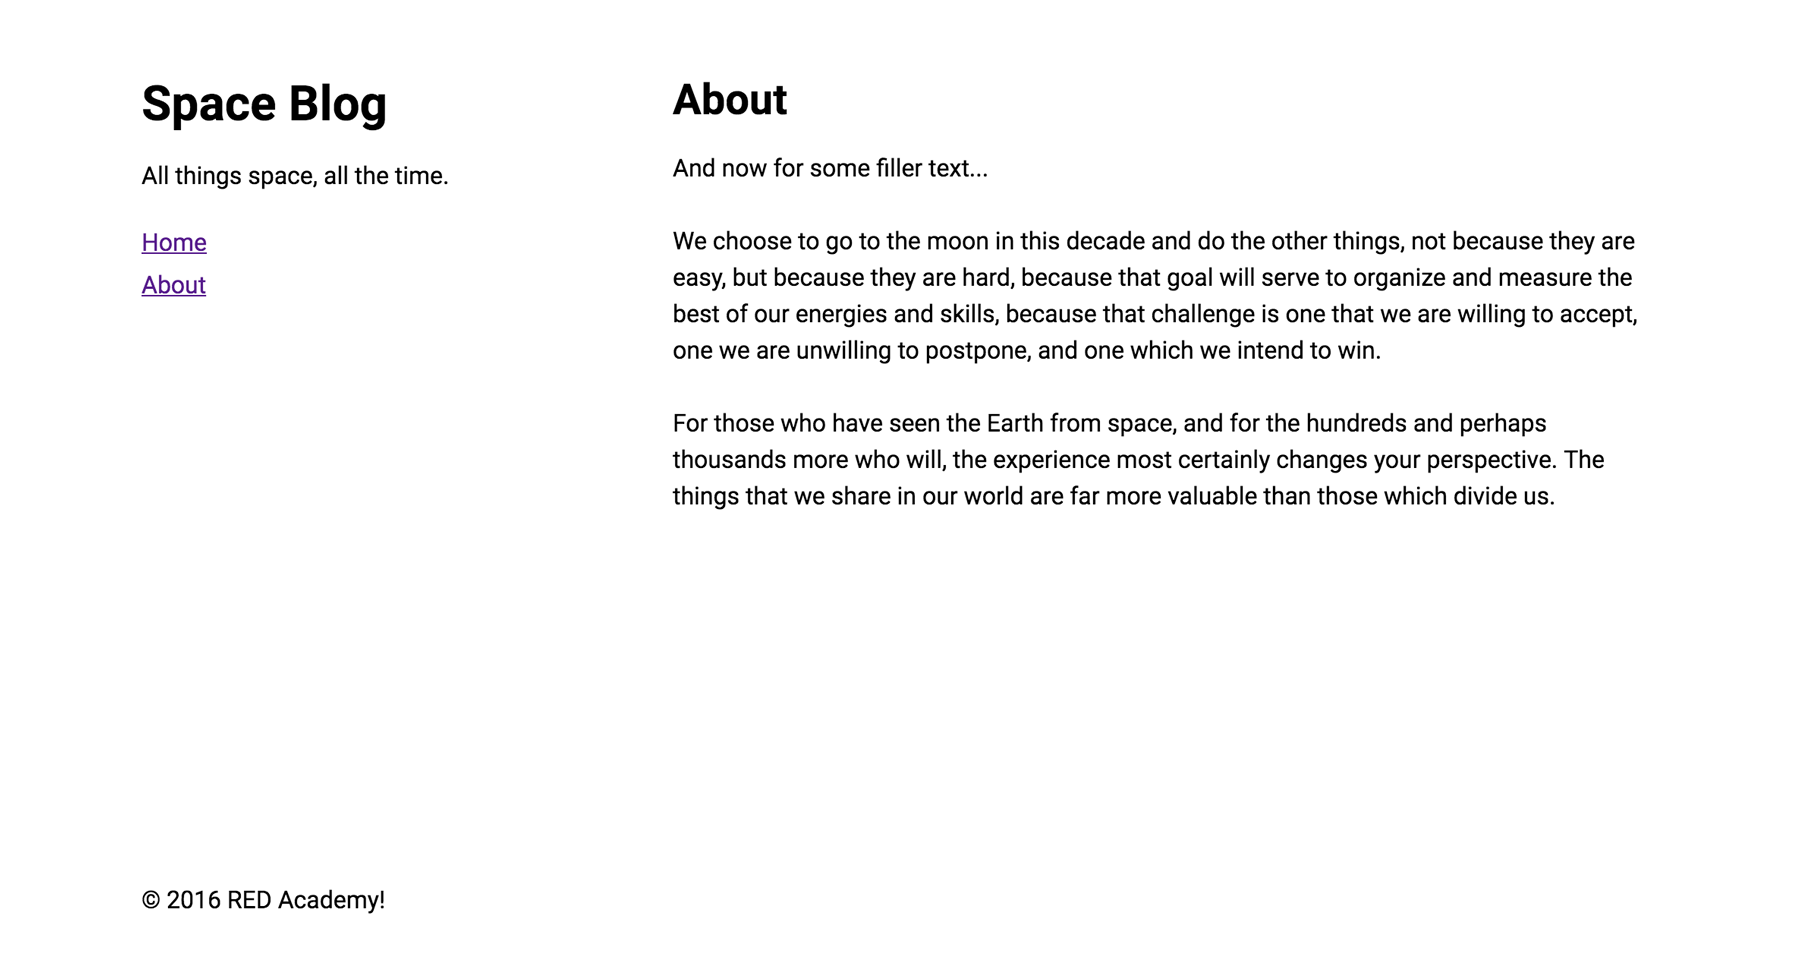 Space Blog
All things space, all the time.
Home
About
About
And now for some filler text...
We choose to go to the moon in this decade and do the other things, not because they are
easy, but because they are hard, because that goal will serve to organize and measure the
best of our energies and skills, because that challenge is one that we are willing to accept,
one we are unwilling to postpone, and one which we intend to win.
For those who have seen the Earth from space, and for the hundreds and perhaps
thousands more who will, the experience most certainly changes your perspective. The
things that we share in our world are far more valuable than those which divide us.
© 2016 RED Academy!